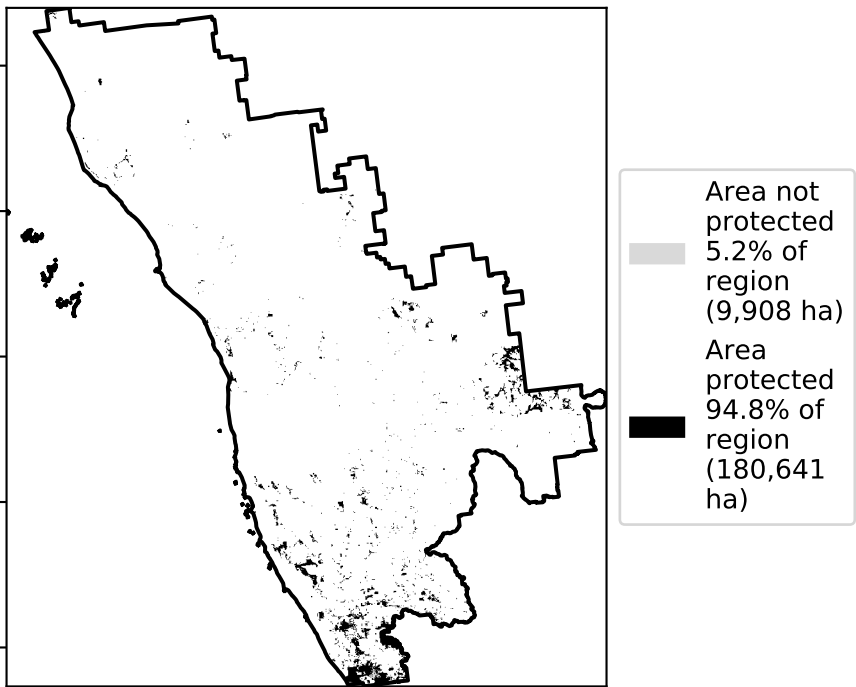 Area not
protected
5.2% of
region
(9,908 ha)
Area
protected
94.8% of
region
(180,641
ha)